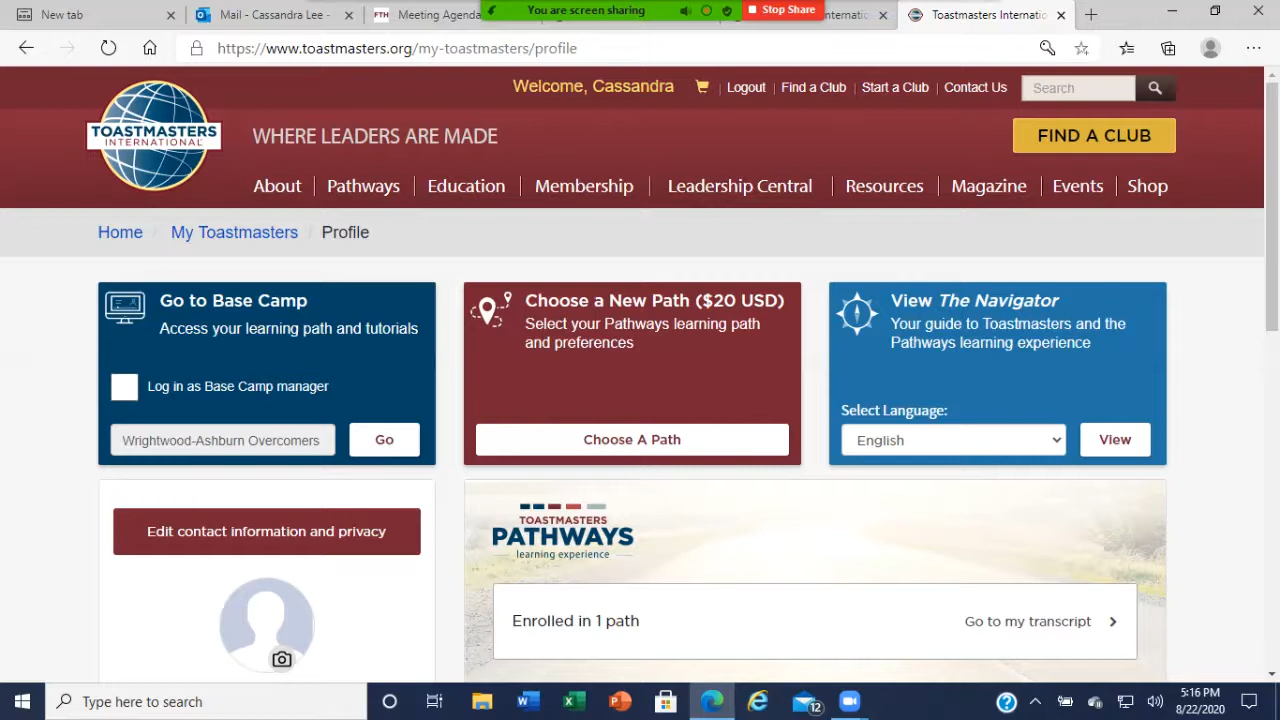 New tab
Mail - Cassandra Lee -
FTH
Meeting Agenda
You are screen sharing
Stop Share
Toastmasters Internatio
https://www.toastmasters.org/my-toastmasters/profile
Welcome, Cassandra
Logout
Find a Club
Start a Club
Contact Us
Search
TOASTMASTERS
INTERNATIONAL
WHERE LEADERS ARE MADE
FIND A CLUB
About
Pathways
Education
Membership
Leadership Central
Resources
Magazine
Events
Shop
Home / My Toastmasters / Profile
Go to Base Camp
Access your learning path and tutorials
Log in as Base Camp manager
Wrightwood-Ashburn Overcomers
Go
Choose a New Path ($20 USD)
Select your Pathways learning path
and preferences
Choose A Path
View The Navigator
Your guide to Toastmasters and the
Pathways learning experience
Select Language:
English
View
Edit contact information and privacy
TOASTMASTERS
PATHWAYS
learning experience
Enrolled in 1 path
Go to my transcript
Type here to search
12
5:16 PM
8/22/2020